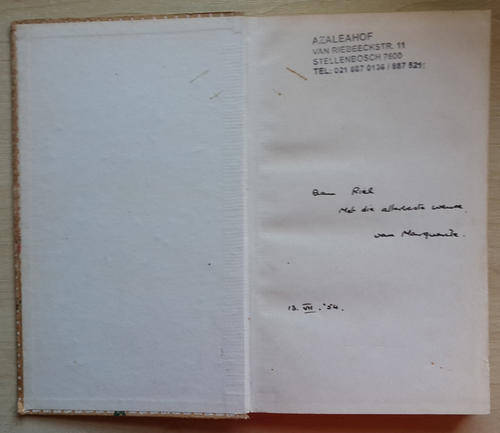 AZALEAHOF
VAN RIEBEECKSTR. 11
STELLENBOSCH 7600
TEL: 021 887 0136 / 887 521
Aan Riel
Met die allerbeste wense
van Marguerite.
13. VII. '54.